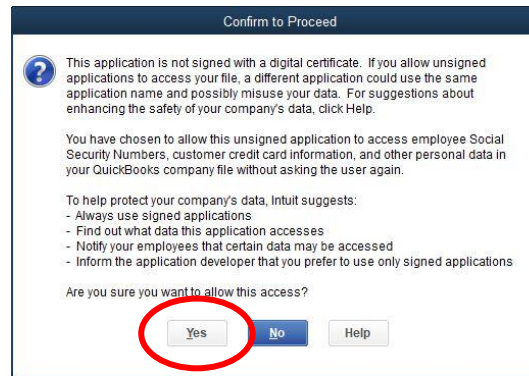 Confirm to Proceed
This application is not signed with a digital certificate. If you allow unsigned
applications to access your file, a different application could use the same
application name and possibly misuse your data. For suggestions about
enhancing the safety of your company's data, click Help.
You have chosen to allow this unsigned application to access employee Social
Security Numbers, customer credit card information, and other personal data in
your QuickBooks company file without asking the user again.
To help protect your company's data, Intuit suggests:
- Always use signed applications
- Find out what data this application accesses
- Notify your employees that certain data may be accessed
- Inform the application developer that you prefer to use only signed applications
Are you sure you want to allow this access?
Yes No Help